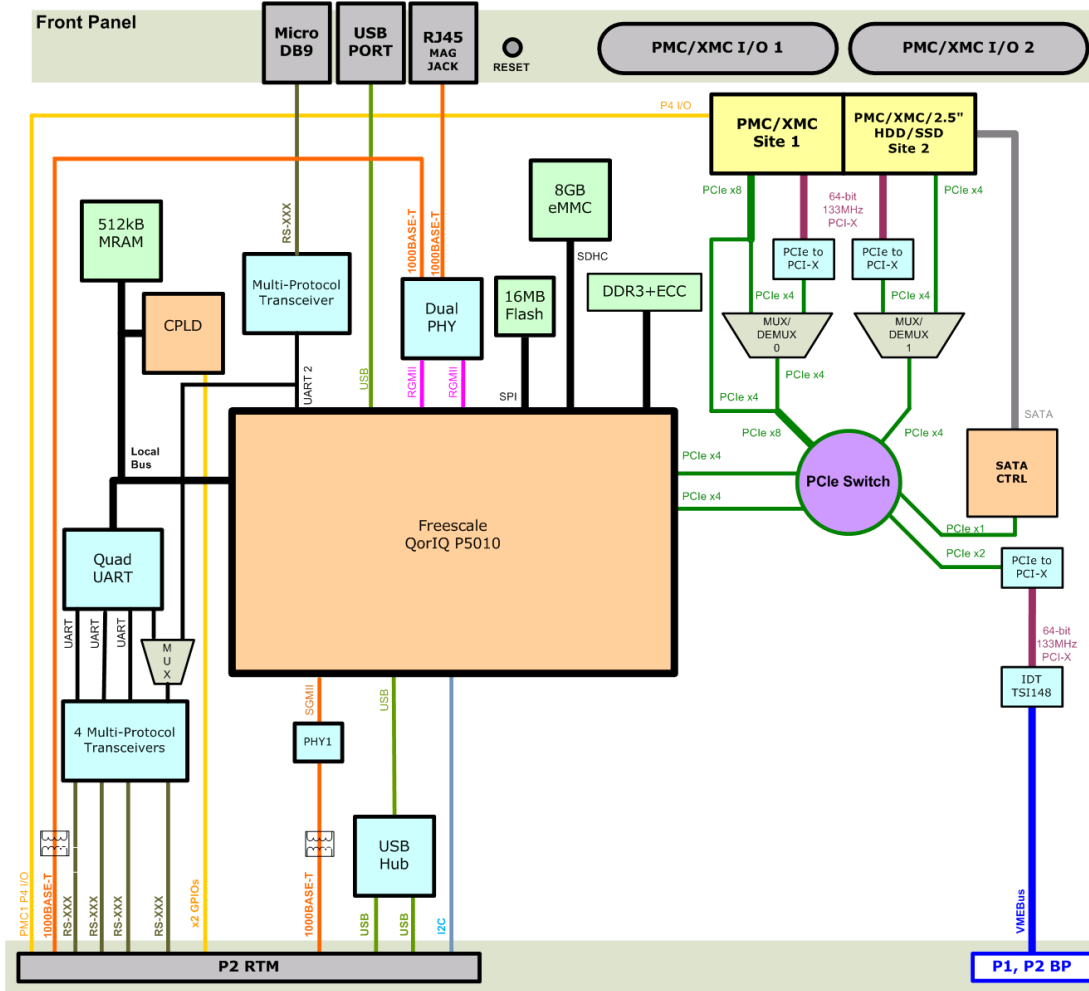 Front Panel
Micro
DB9
USB
PORT
RJ45
MAG
JACK
RESET
PMC/XMC I/O 1
PMC/XMC I/O 2
P4 I/O
PMC/XMC
Site 1
PMC/XMC/2.5"
HDD/SSD
Site 2
8GB
eMMC
PCIe x8
64-bit
133MHz
PCI-X
PCIe x4
512kB
MRAM
RS-XXX
1000BASE-T
1000BASE-T
SDHC
PCIe to
PCI-X
PCIe to
PCI-X
Multi-Protocol
Transceiver
Dual
PHY
16MB
Flash
DDR3+ECC
PCIe x4
PCIe x4
CPLD
MUX/
DEMUX
0
MUX/
DEMUX
1
UART 2
USB
RGMII
RGMII
SPI
PCIe x4
SATA
PCIe x8
PCIe x4
Local
Bus
PCIe x4
PCIe x4
PCIe Switch
SATA
CTRL
Freescale
QorIQ P5010
PCIe x1
PCIe x2
Quad
UART
PCIe to
PCI-X
UART
UART
UART
M
U
X
64-bit
133MHz
PCI-X
SGMII
USB
IDT
TSI148
4 Multi-Protocol
Transceivers
PHY1
USB
Hub
PMC1 P4 I/O
1000BASE-T
RS-XXX
RS-XXX
RS-XXX
RS-XXX
x2 GPIOs
1000BASE-T
USB
USB
I2C
VMEBus
P2 RTM
P1, P2 BP